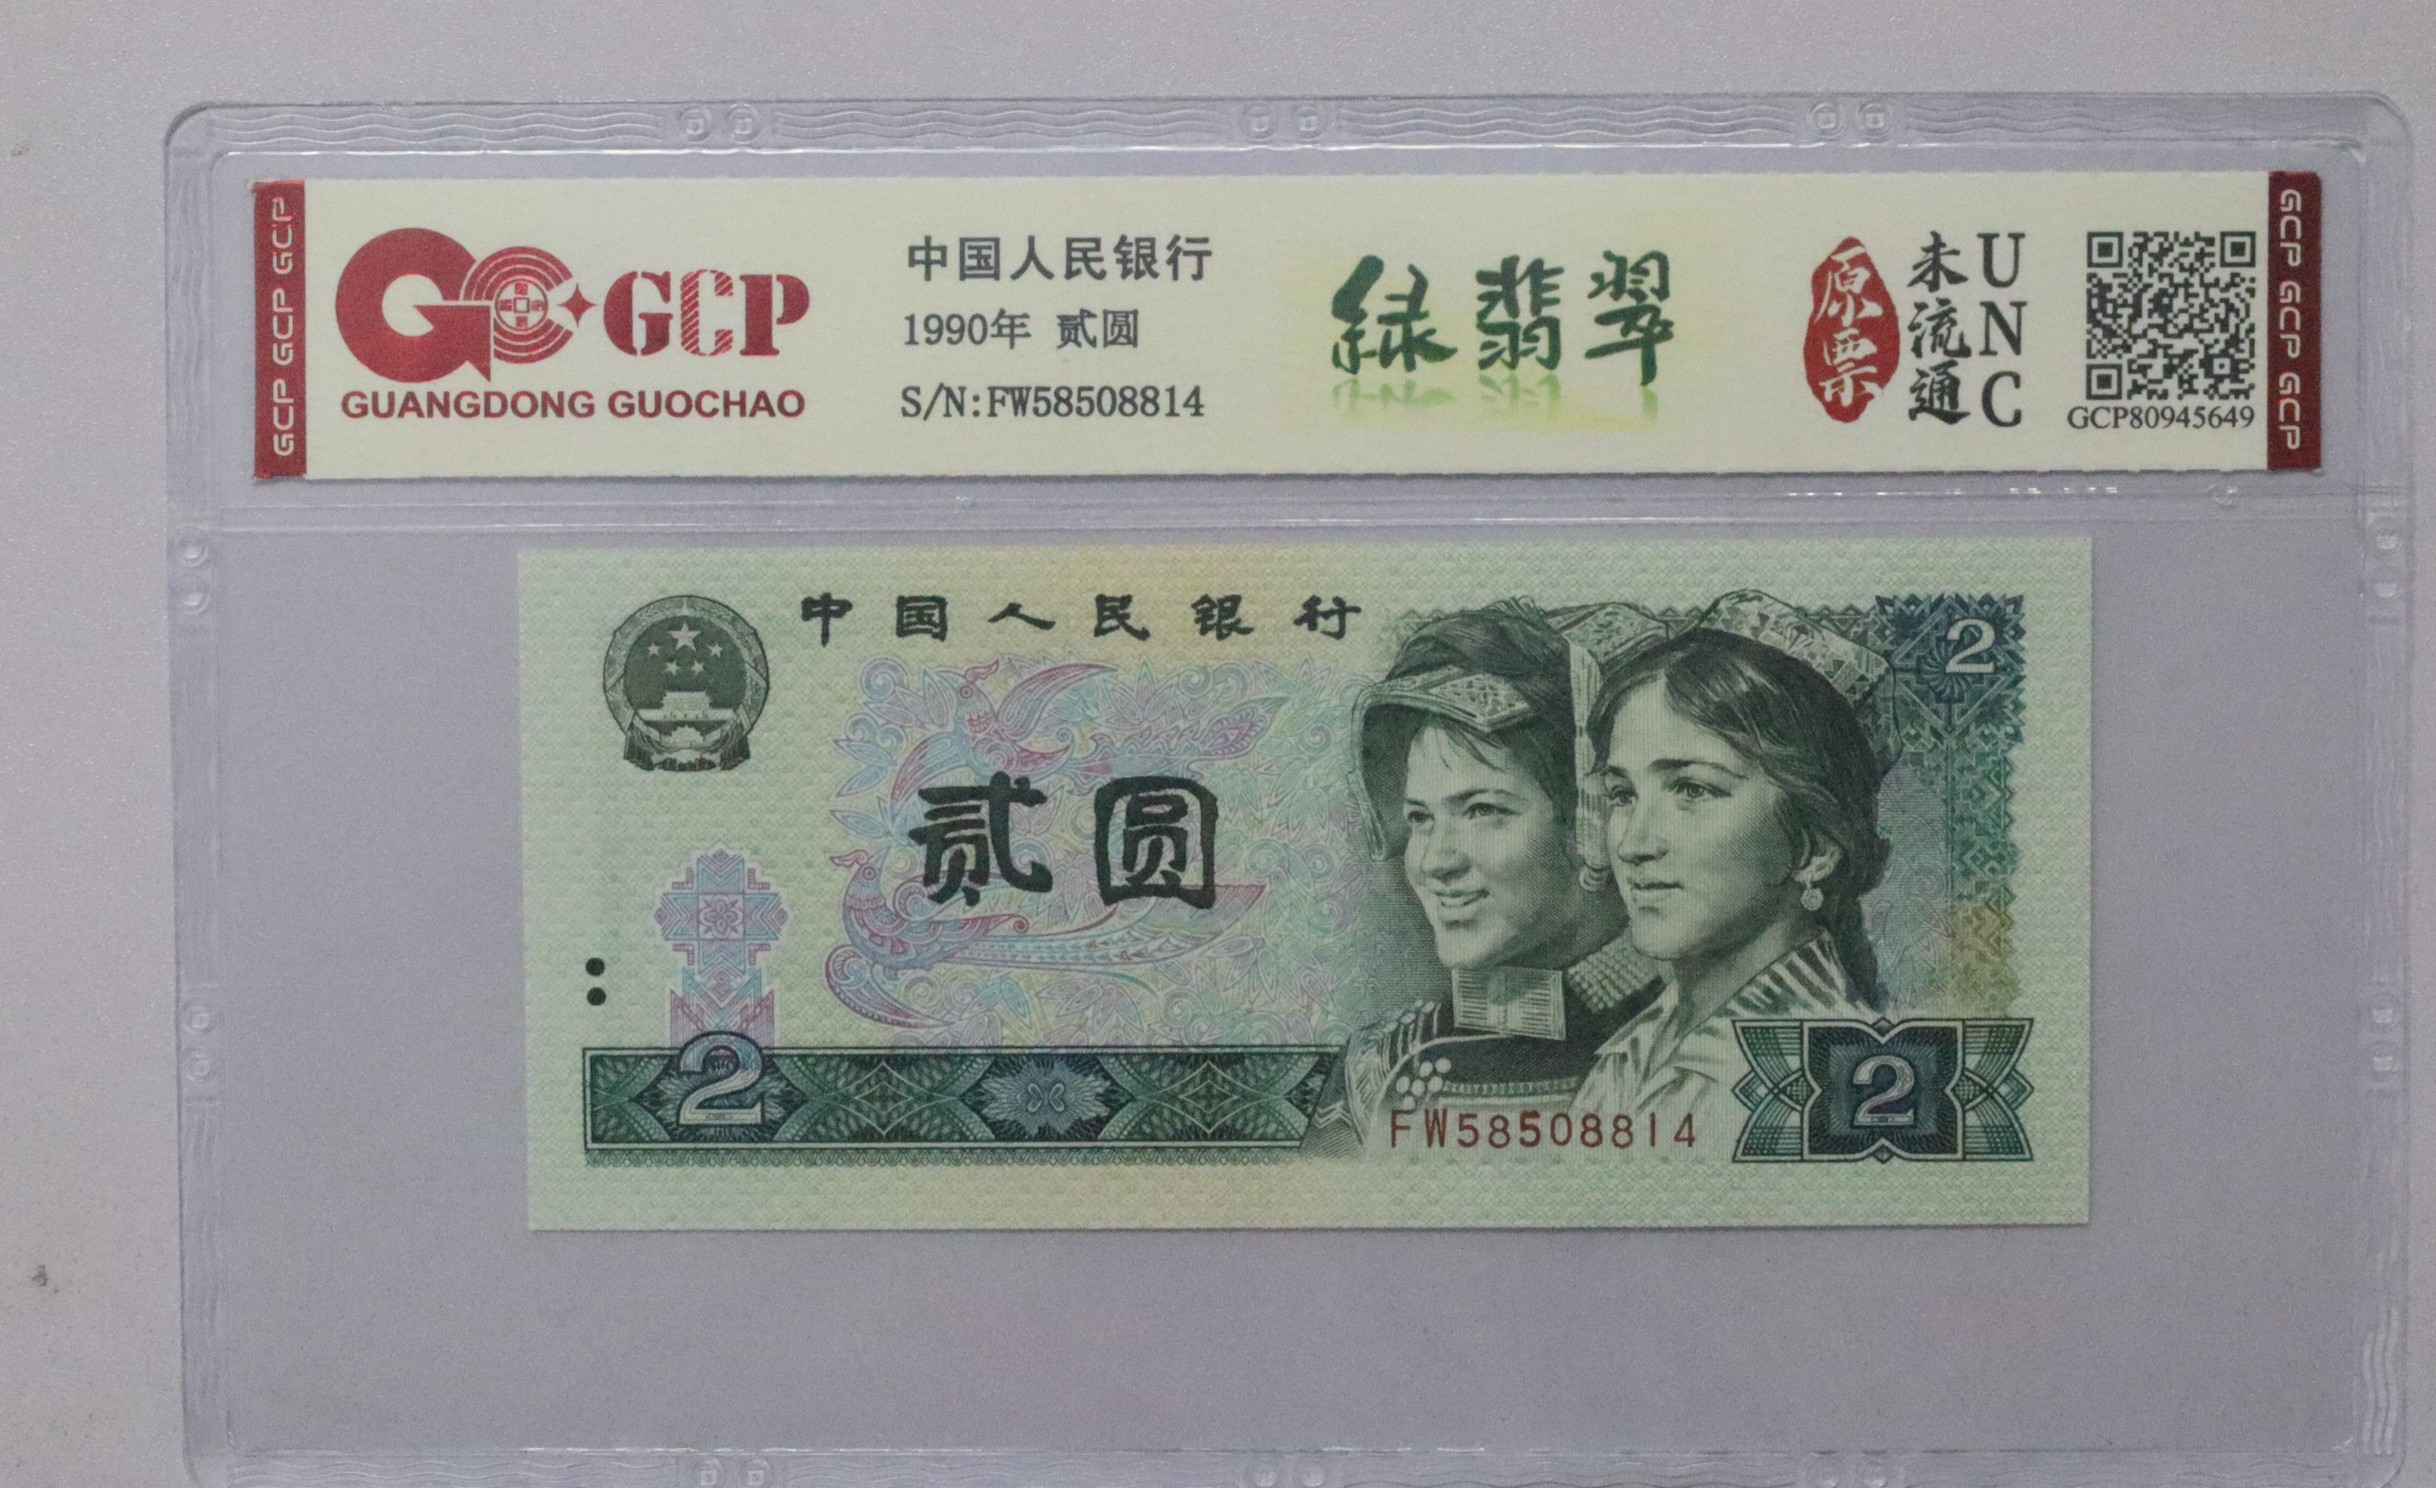 GCP GCP GCP
GCP
GUANGDONG GUOCHAO
中国人民银行
1990年 贰圆
S/N:FW58508814
绿翡翠
原票
未流通
UNC
GCP80945649
GCP GCP GCP
中国人民银行
2
贰圆
2
FW58508814
2